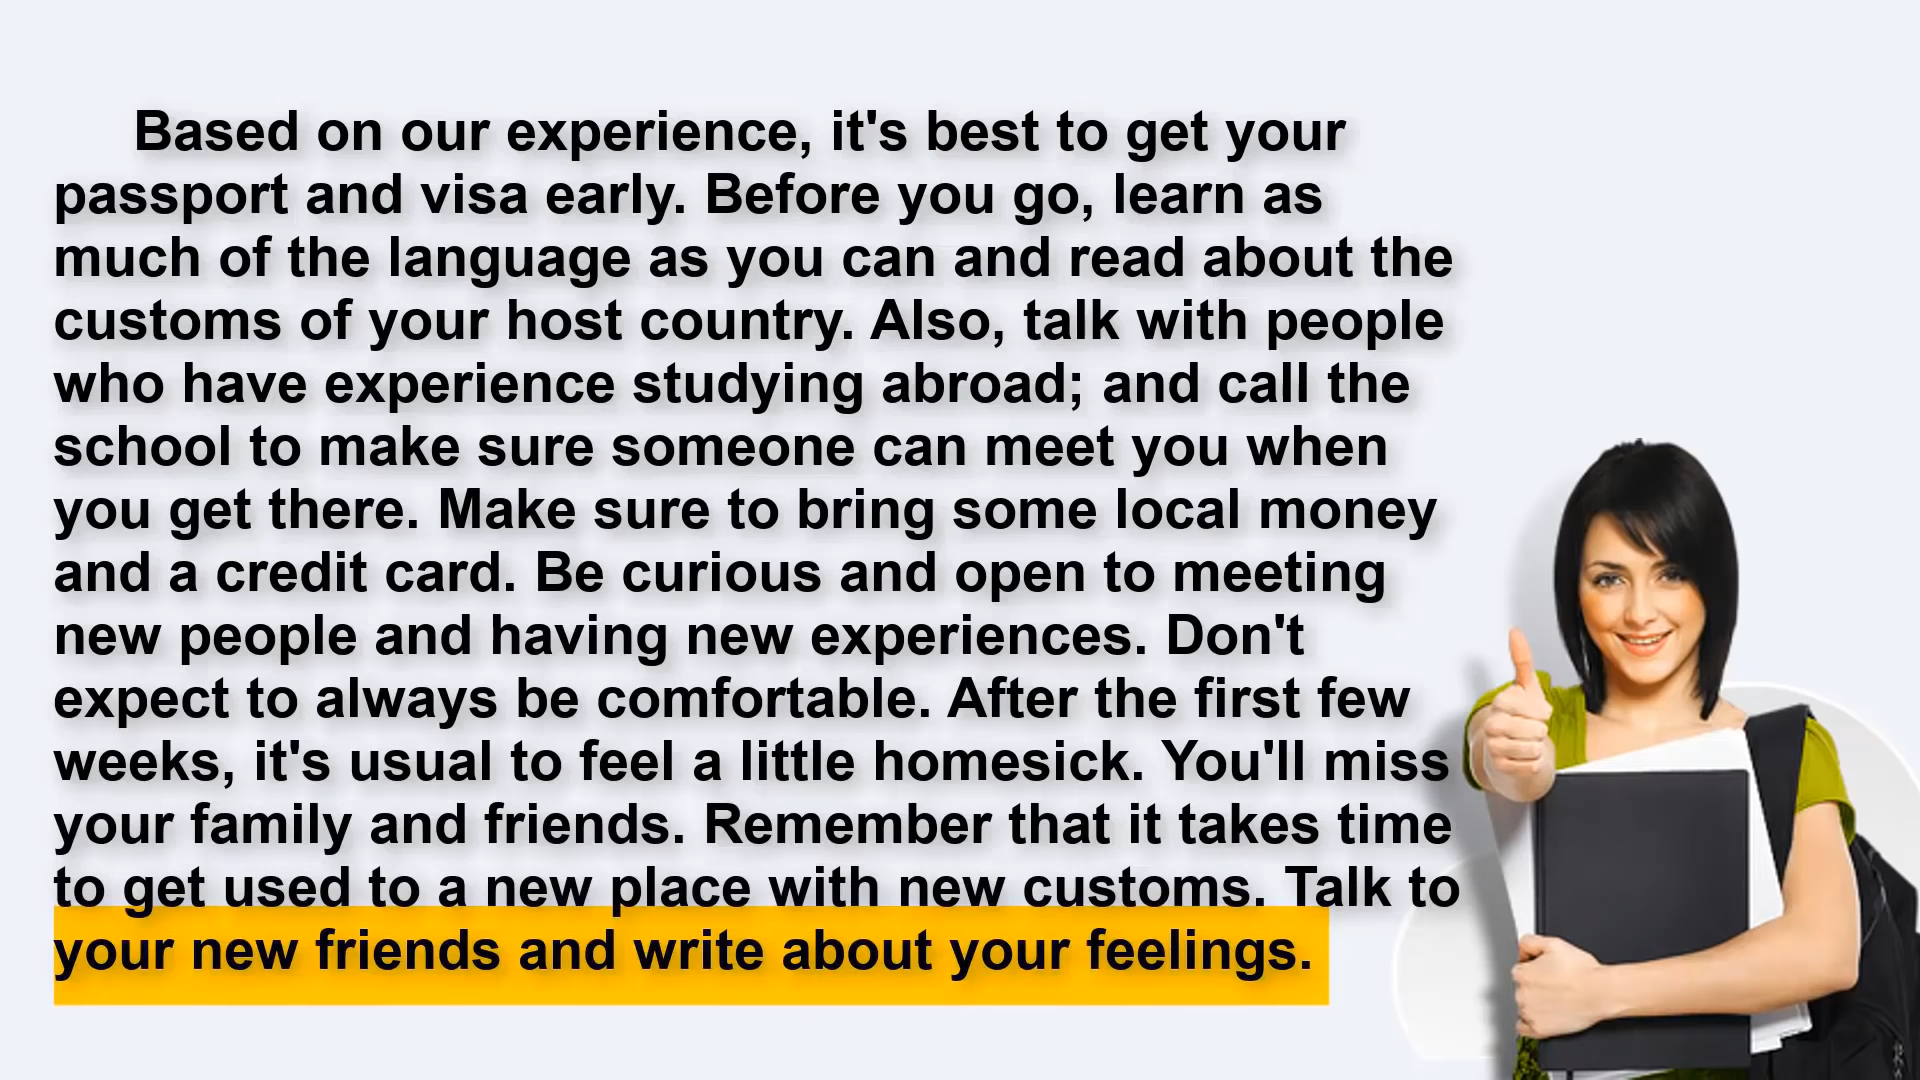 Based on our experience, it's best to get your
passport and visa early. Before you go, learn as
much of the language as you can and read about the
customs of your host country. Also, talk with people
who have experience studying abroad; and call the
school to make sure someone can meet you when
you get there. Make sure to bring some local money
and a credit card. Be curious and open to meeting
new people and having new experiences. Don't
expect to always be comfortable. After the first few
weeks, it's usual to feel a little homesick. You'll miss
your family and friends. Remember that it takes time
to get used to a new place with new customs. Talk to
your new friends and write about your feelings.